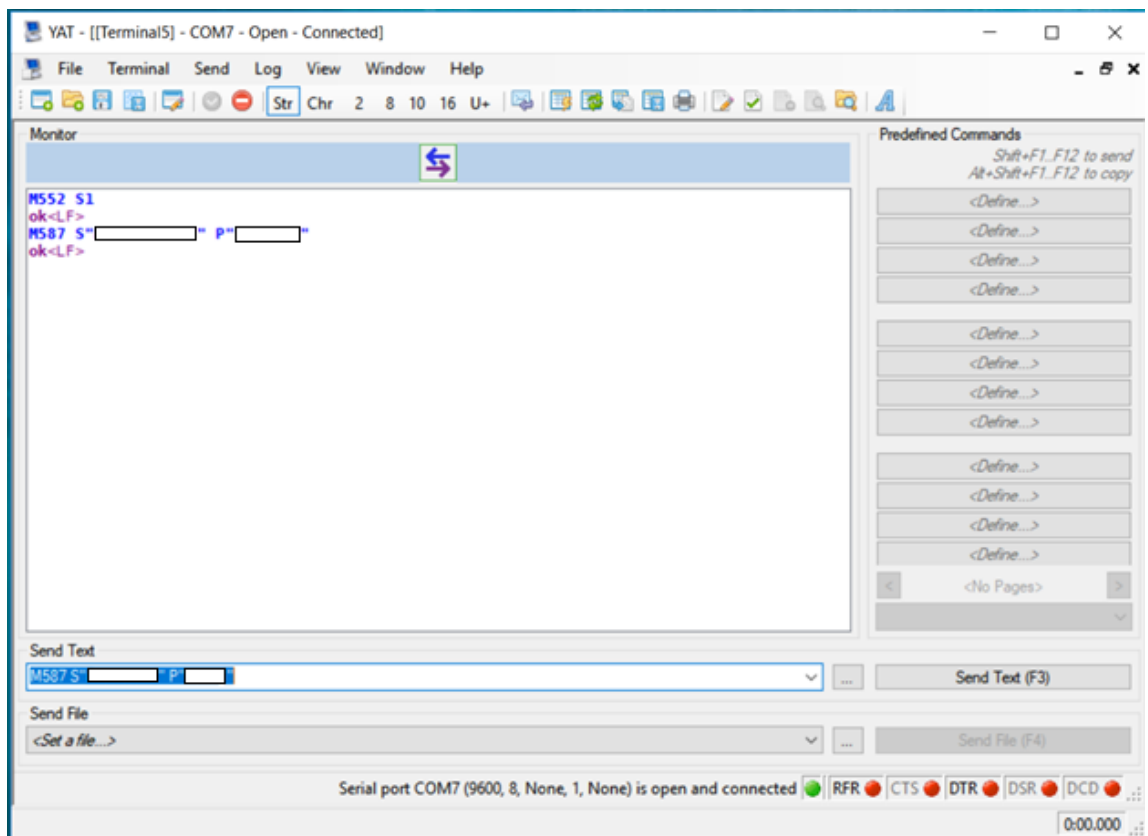 YAT - [[Terminal5] - COM7 - Open - Connected]
File Terminal Send Log View Window Help
Str Chr 2 8 10 16 U+
Monitor
M552 S1
ok<LF>
M587 S"" P""
ok<LF>
Predefined Commands
Shift+F1..F12 to send
Alt+Shift+F1..F12 to copy
<Define...>
<Define...>
<Define...>
<Define...>
<Define...>
<Define...>
<Define...>
<Define...>
<Define...>
<Define...>
<Define...>
<Define...>
< <No Pages> >
Send Text
M587 S"" P""
...
Send Text (F3)
Send File
<Set a file...>
...
Send File (F4)
Serial port COM7 (9600, 8, None, 1, None) is open and connected RFR CTS DTR DSR DCD
0:00.000